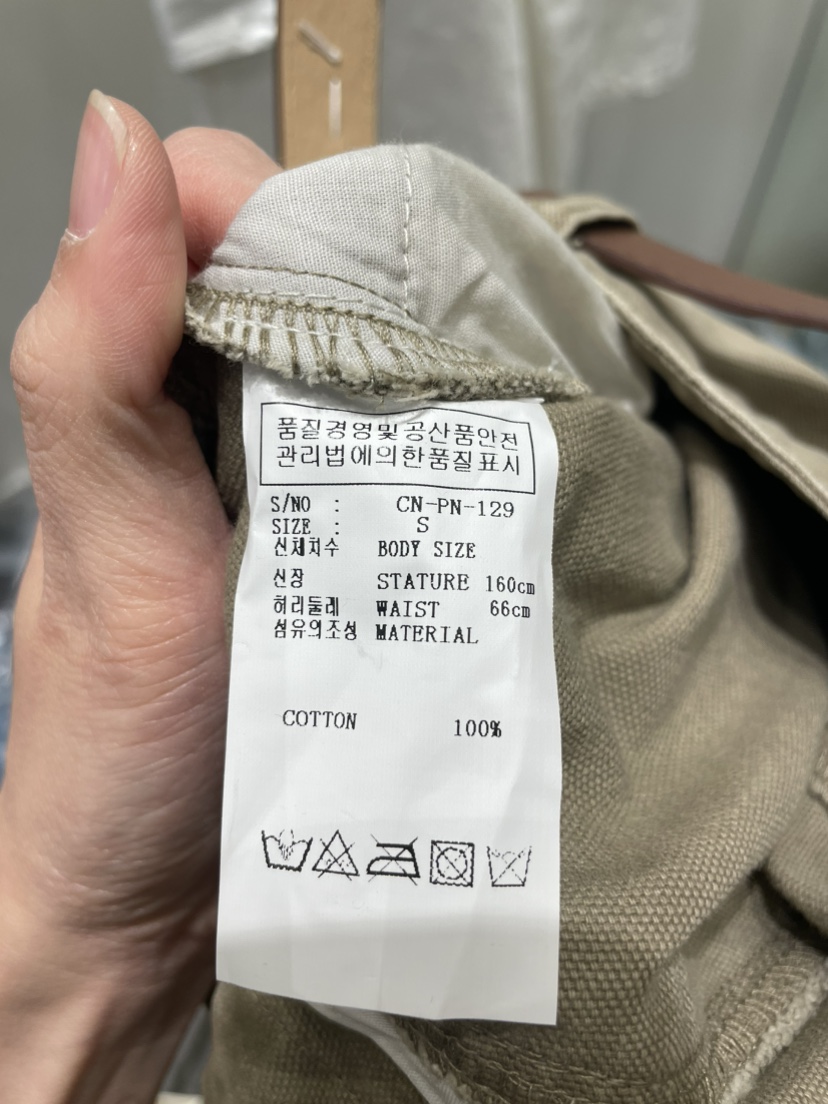 품질경영및공산품안전
관리법에의한품질표시
S/NO : CN-PN-129
SIZE : S
신체치수 BODY SIZE
신장 STATURE 160cm
허리둘레 WAIST 66cm
섬유의조성 MATERIAL
COTTON 100%